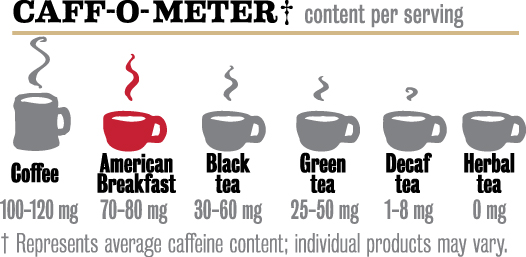 CAFF-O-METER† content per serving
Coffee
American
Breakfast
Black
tea
Green
tea
Decaf
tea
Herbal
tea
100-120 mg
70-80 mg
30-60 mg
25-50 mg
1-8 mg
0 mg
† Represents average caffeine content; individual products may vary.